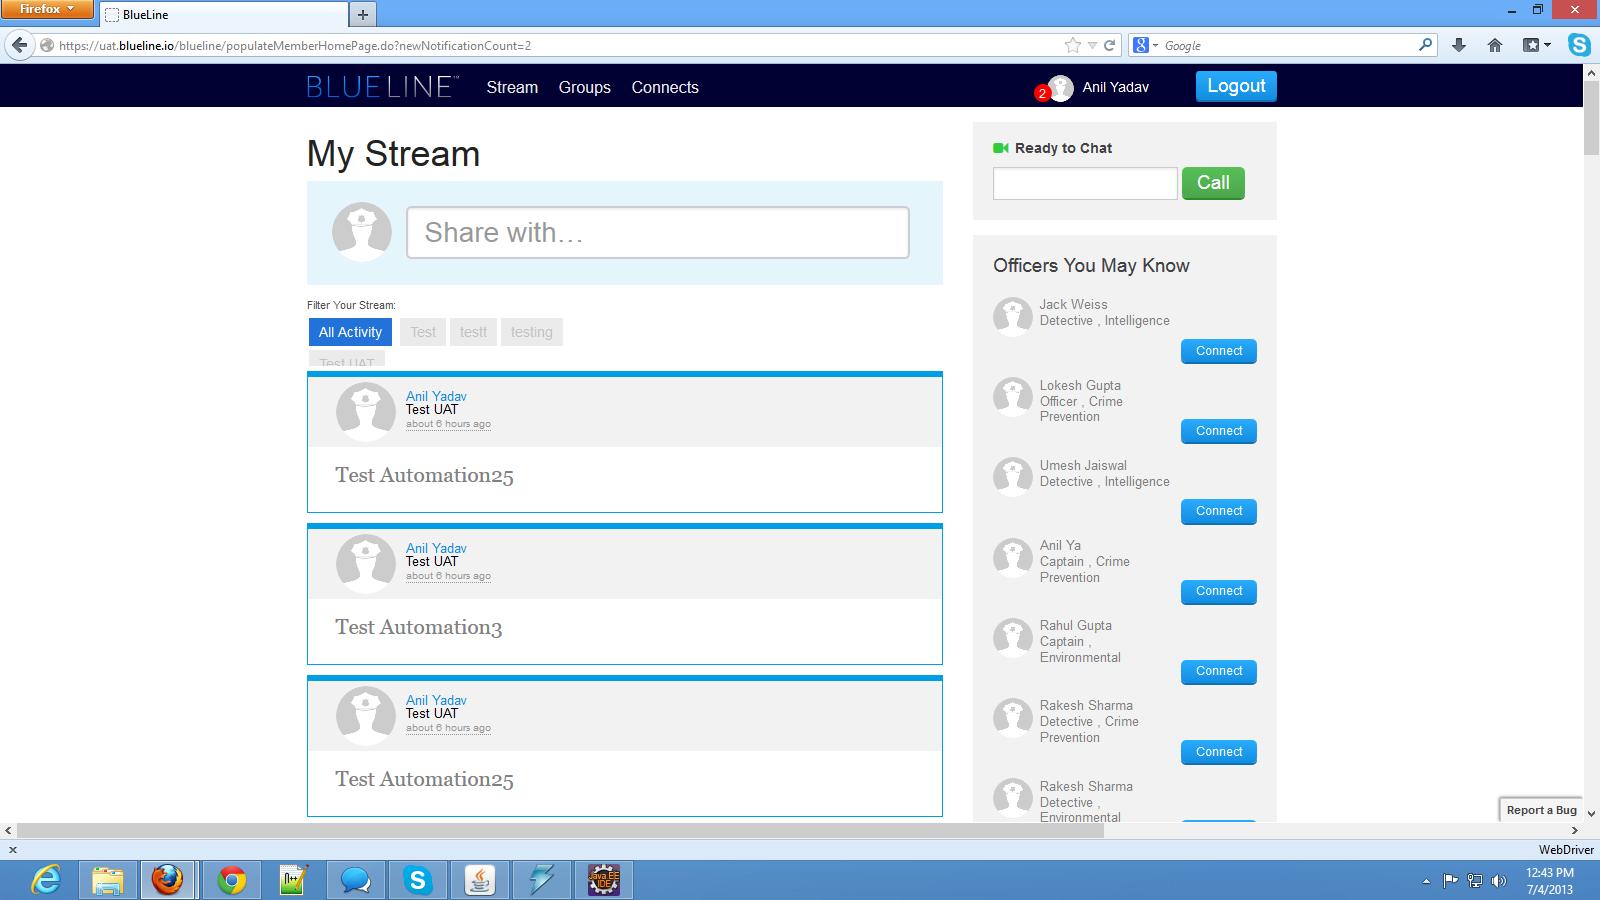 Firefox
BlueLine
https://uat.blueline.io/blueline/populateMemberHomePage.do?newNotificationCount=2
Google
BLUELINE™
Stream
Groups
Connects
2
Anil Yadav
Logout
My Stream
Share with...
Filter Your Stream:
All Activity
Test
testt
testing
Test UAT
Anil Yadav
Test UAT
about 6 hours ago
Test Automation25
Anil Yadav
Test UAT
about 6 hours ago
Test Automation3
Anil Yadav
Test UAT
about 6 hours ago
Test Automation25
Ready to Chat
Call
Officers You May Know
Jack Weiss
Detective , Intelligence
Connect
Lokesh Gupta
Officer , Crime
Prevention
Connect
Umesh Jaiswal
Detective , Intelligence
Connect
Anil Ya
Captain , Crime
Prevention
Connect
Rahul Gupta
Captain ,
Environmental
Connect
Rakesh Sharma
Detective , Crime
Prevention
Connect
Rakesh Sharma
Detective ,
Environmental
Report a Bug
WebDriver
Java EE
IDE
12:43 PM
7/4/2013